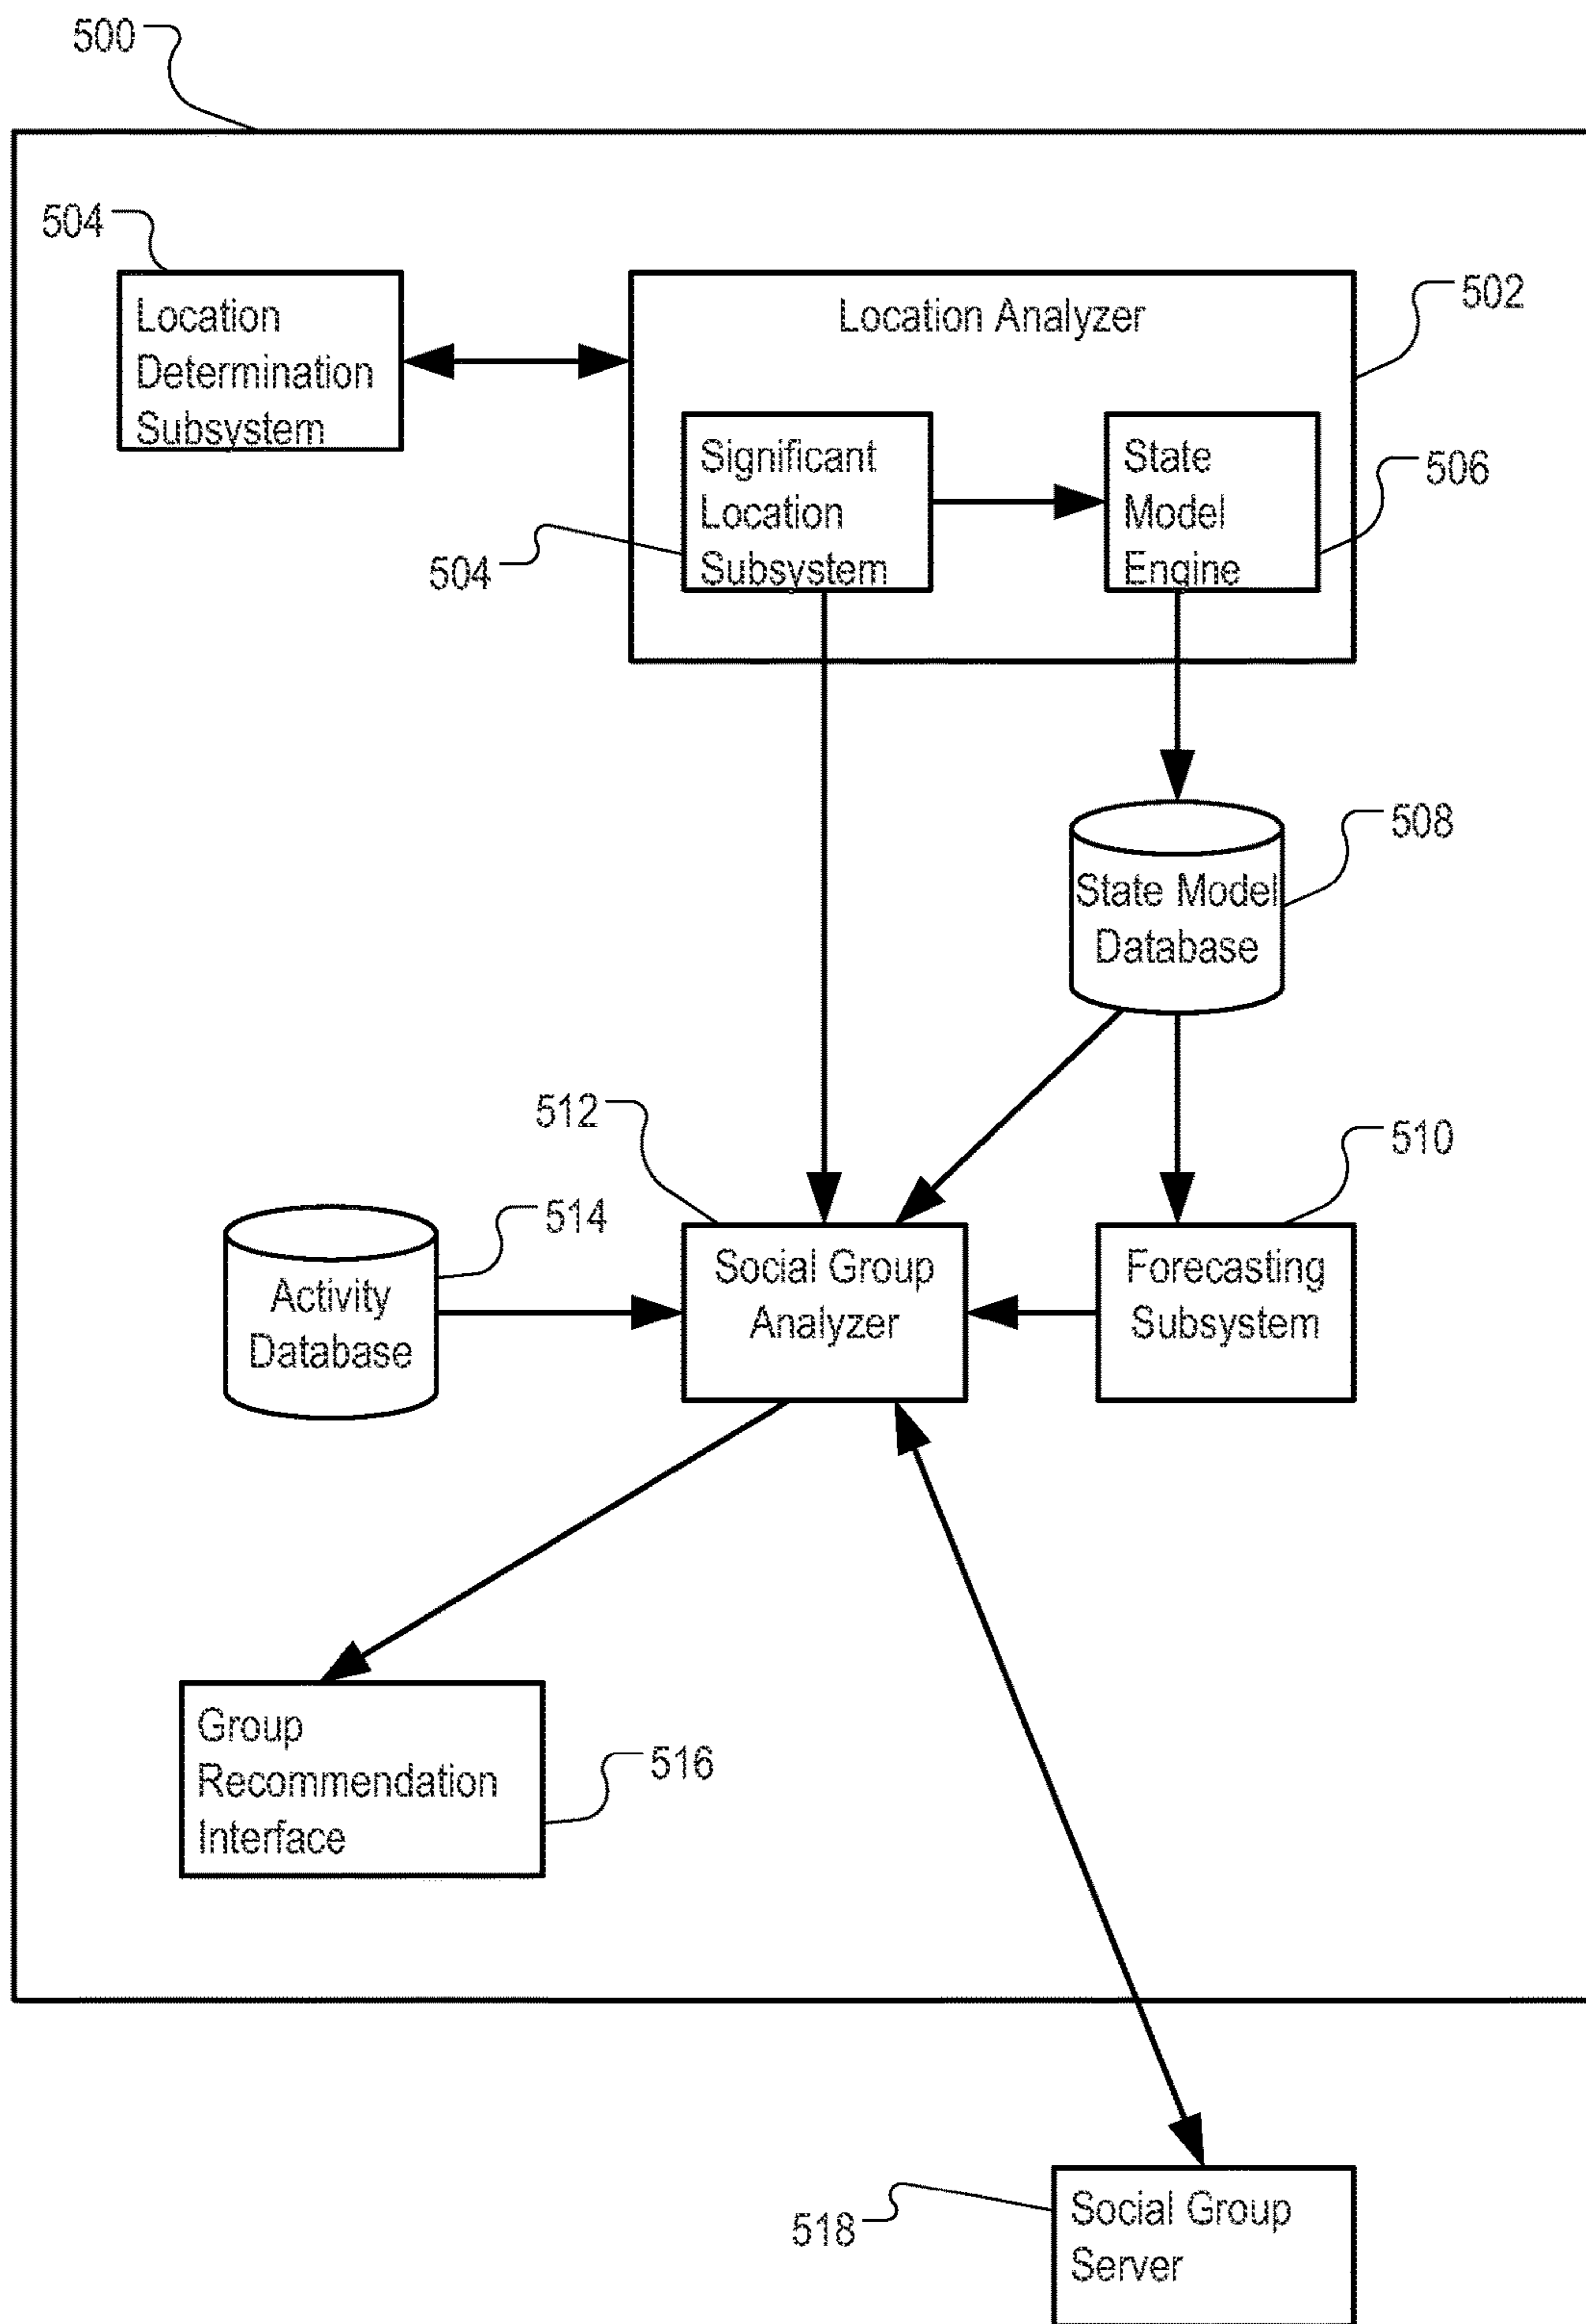 500
504
Location
Determination
Subsystem
Location Analyzer
502
Significant
Location
Subsystem
504
State
Model
Engine
506
State Model
Database
508
512
510
514
Activity
Database
Social Group
Analyzer
Forecasting
Subsystem
Group
Recommendation
Interface
516
518
Social Group
Server